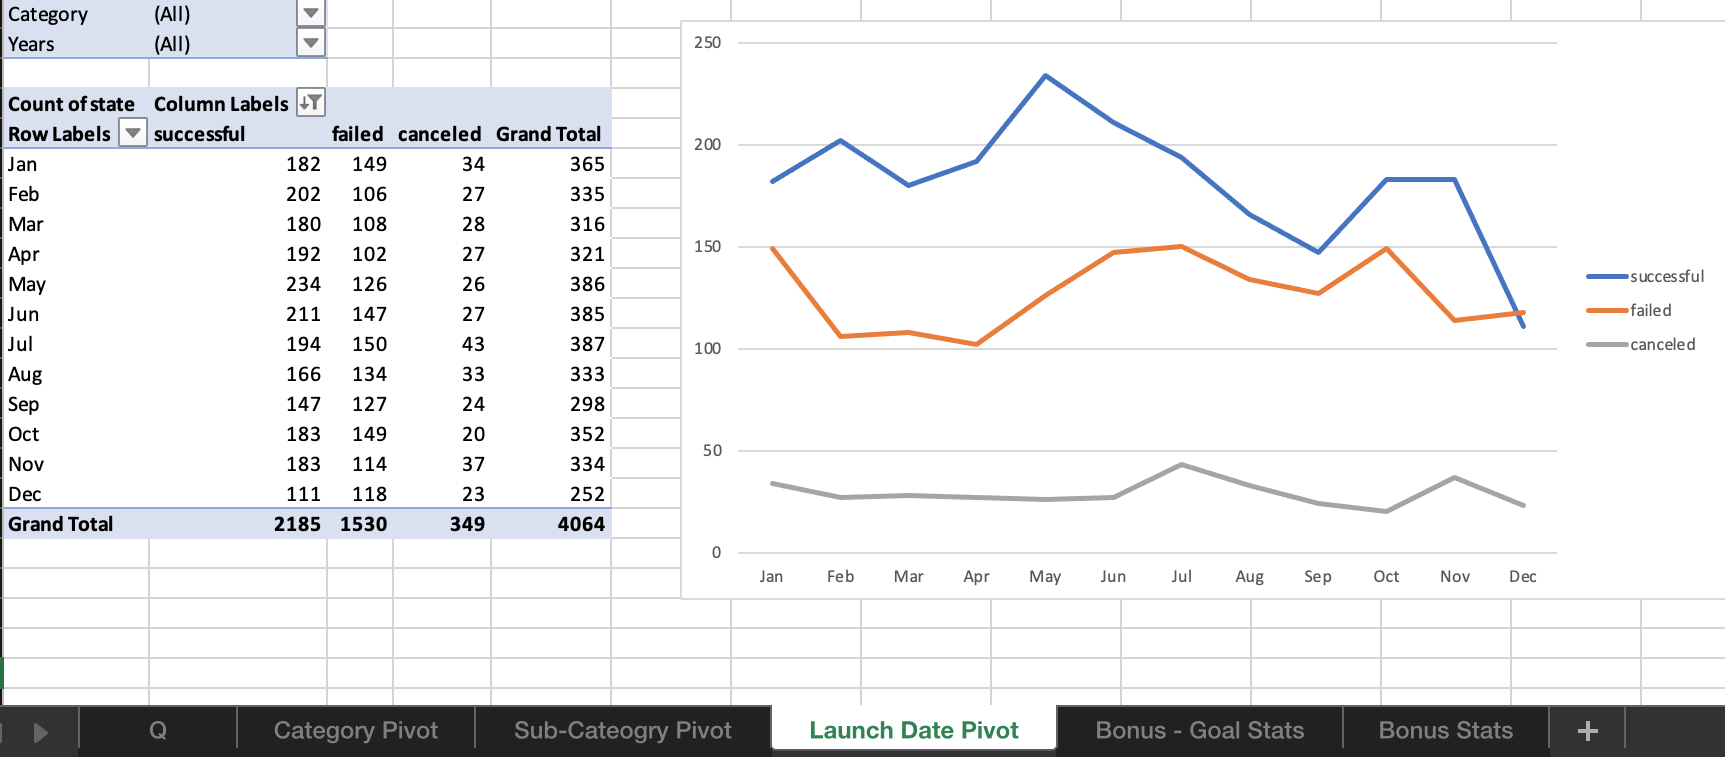 Category (All)
Years (All)
Count of state Column Labels
Row Labels successful failed canceled Grand Total
Jan 182 149 34 365
Feb 202 106 27 335
Mar 180 108 28 316
Apr 192 102 27 321
May 234 126 26 386
Jun 211 147 27 385
Jul 194 150 43 387
Aug 166 134 33 333
Sep 147 127 24 298
Oct 183 149 20 352
Nov 183 114 37 334
Dec 111 118 23 252
Grand Total 2185 1530 349 4064
250
200
150
100
50
0
Jan Feb Mar Apr May Jun Jul Aug Sep Oct Nov Dec
successful
failed
canceled
Q Category Pivot Sub-Cateogry Pivot Launch Date Pivot Bonus - Goal Stats Bonus Stats +